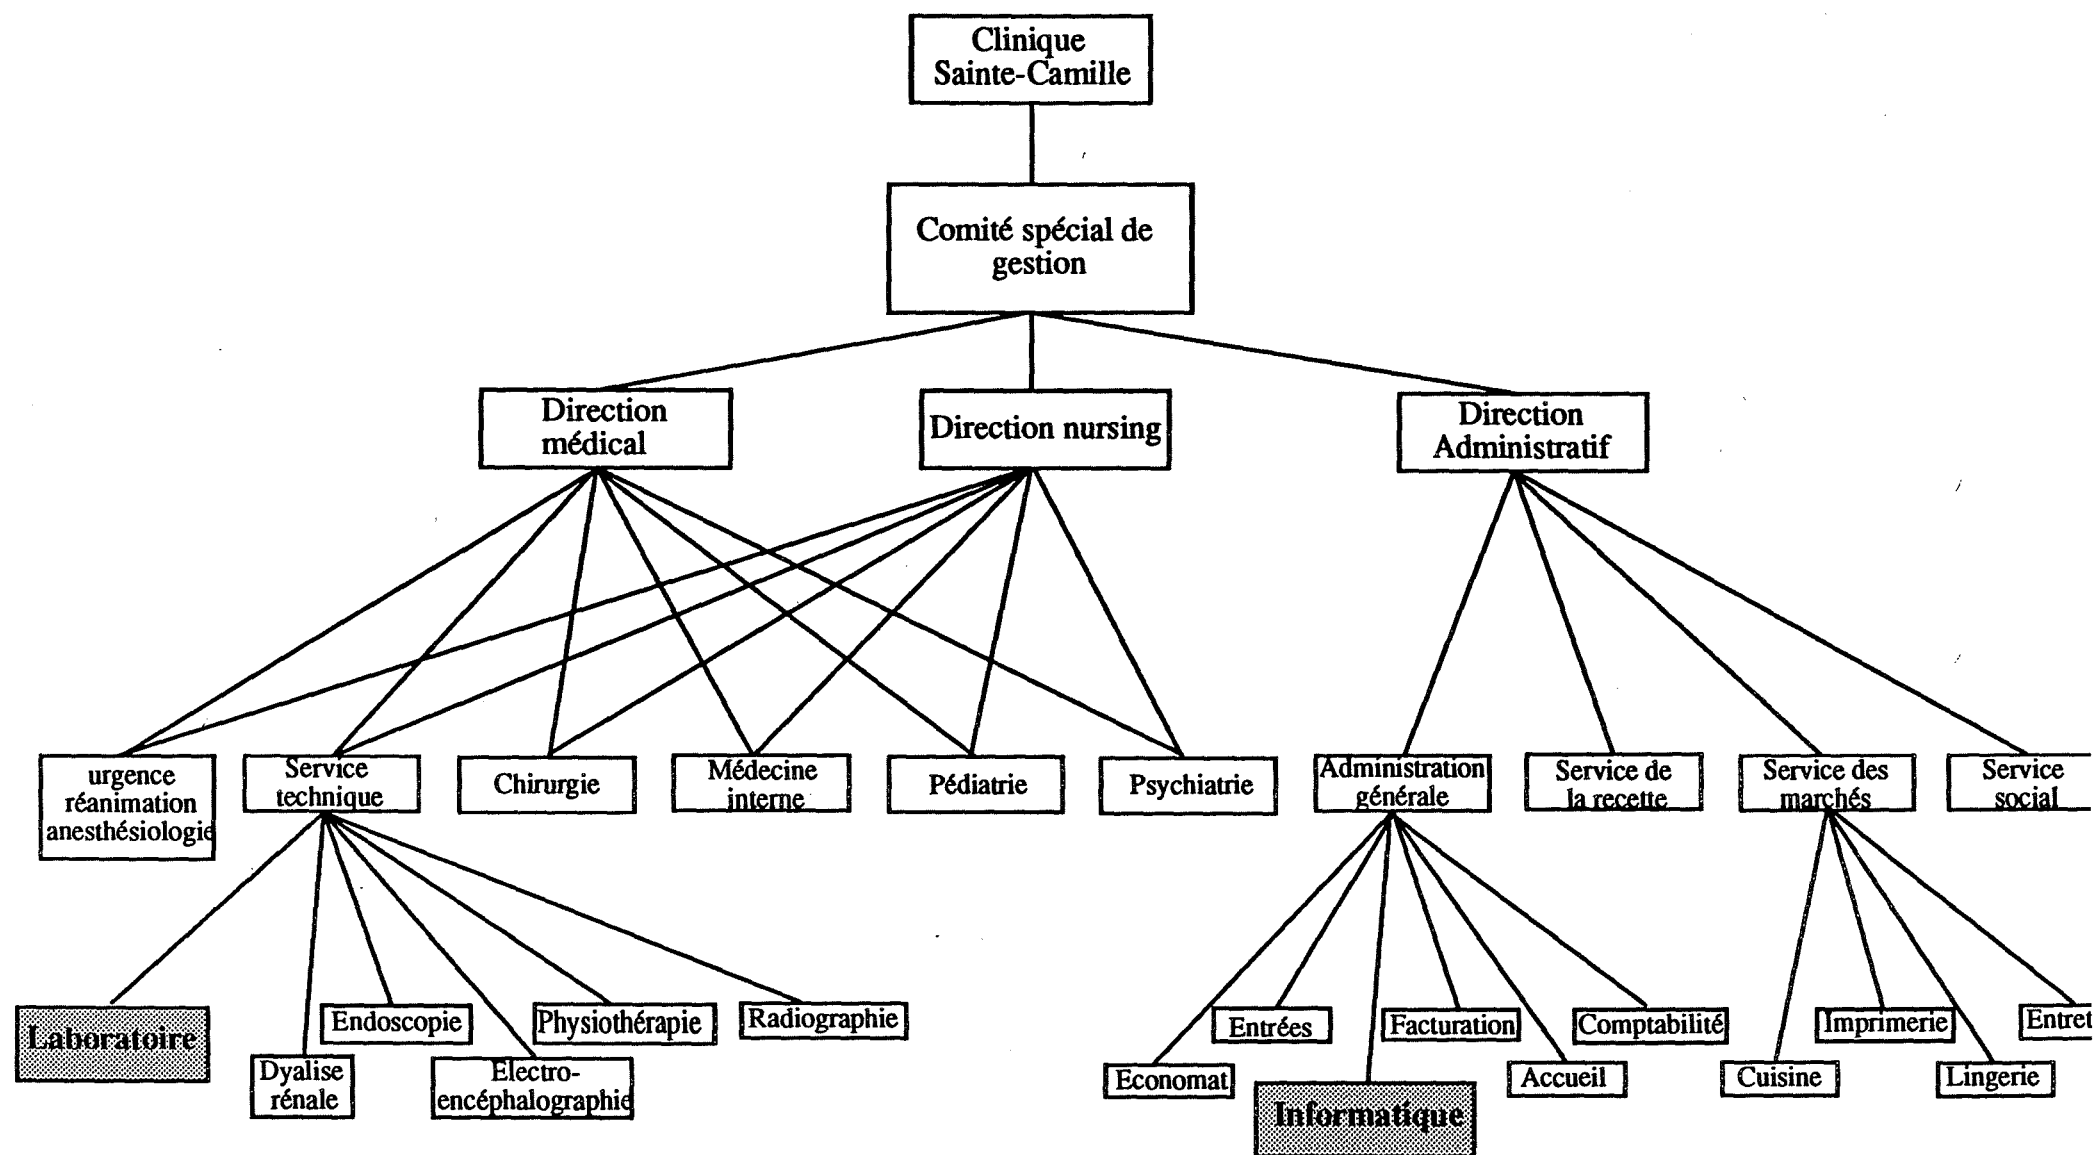 Clinique
Sainte-Camille
Comité spécial de
gestion
Direction
médical
Direction nursing
Direction
Administratif
urgence
réanimation
anesthésiologie
Service
technique
Chirurgie
Médecine
interne
Pédiatrie
Psychiatrie
Administration
générale
Service de
la recette
Service des
marchés
Service
social
Laboratoire
Dyalise
rénale
Endoscopie
Electro-
encéphalographie
Physiothérapie
Radiographie
Economat
Entrées
Informatique
Facturation
Accueil
Comptabilité
Cuisine
Imprimerie
Lingerie
Entret